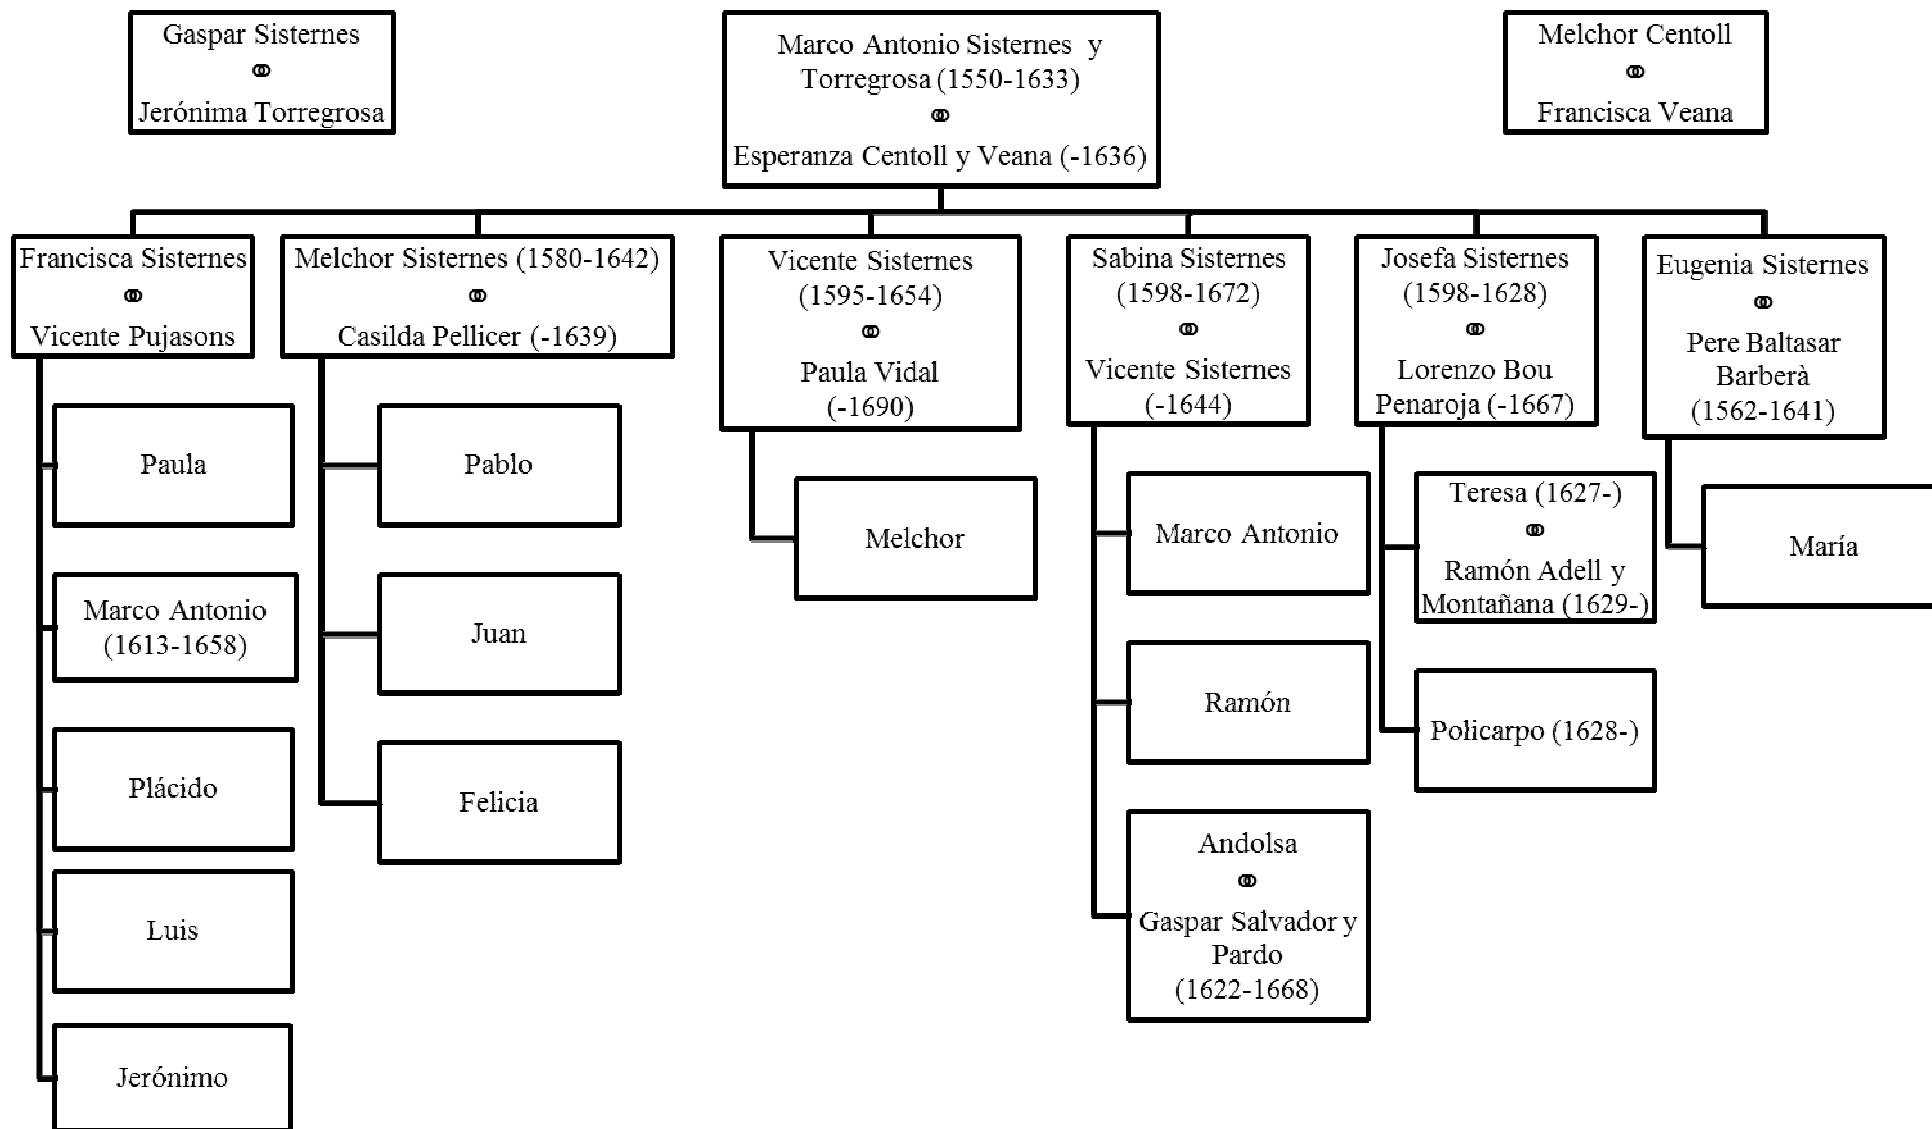 Gaspar Sisternes
⚭
Jerónima Torregrosa
Marco Antonio Sisternes y
Torregrosa (1550-1633)
⚭
Esperanza Centoll y Veana (-1636)
Melchor Centoll
⚭
Francisca Veana
Francisca Sisternes
⚭
Vicente Pujasons
Melchor Sisternes (1580-1642)
⚭
Casilda Pellicer (-1639)
Vicente Sisternes
(1595-1654)
⚭
Paula Vidal
(-1690)
Sabina Sisternes
(1598-1672)
⚭
Vicente Sisternes
(-1644)
Josefa Sisternes
(1598-1628)
⚭
Lorenzo Bou
Penaroja (-1667)
Eugenia Sisternes
⚭
Pere Baltasar
Barberà
(1562-1641)
Paula
Marco Antonio
(1613-1658)
Plácido
Luis
Jerónimo
Pablo
Juan
Felicia
Melchor
Marco Antonio
Ramón
Andolsa
⚭
Gaspar Salvador y
Pardo
(1622-1668)
Teresa (1627-)
⚭
Ramón Adell y
Montañana (1629-)
Policarpo (1628-)
María